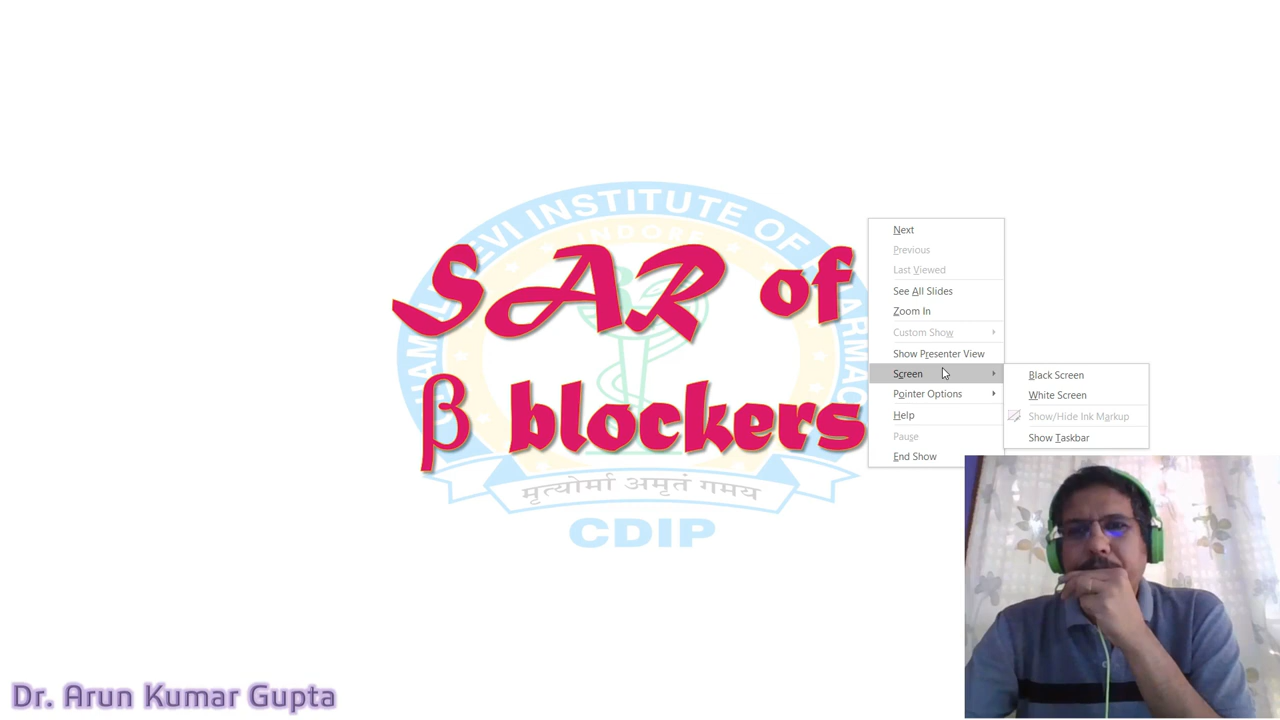 SAR of
β blockers
INSTITUTE OF
INDORE
मृत्योर्मा अमृतं गमय
CDIP
Next
Previous
Last Viewed
See All Slides
Zoom In
Custom Show
Show Presenter View
Screen
Pointer Options
Help
Pause
End Show
Black Screen
White Screen
Show/Hide Ink Markup
Show Taskbar
Dr. Arun Kumar Gupta